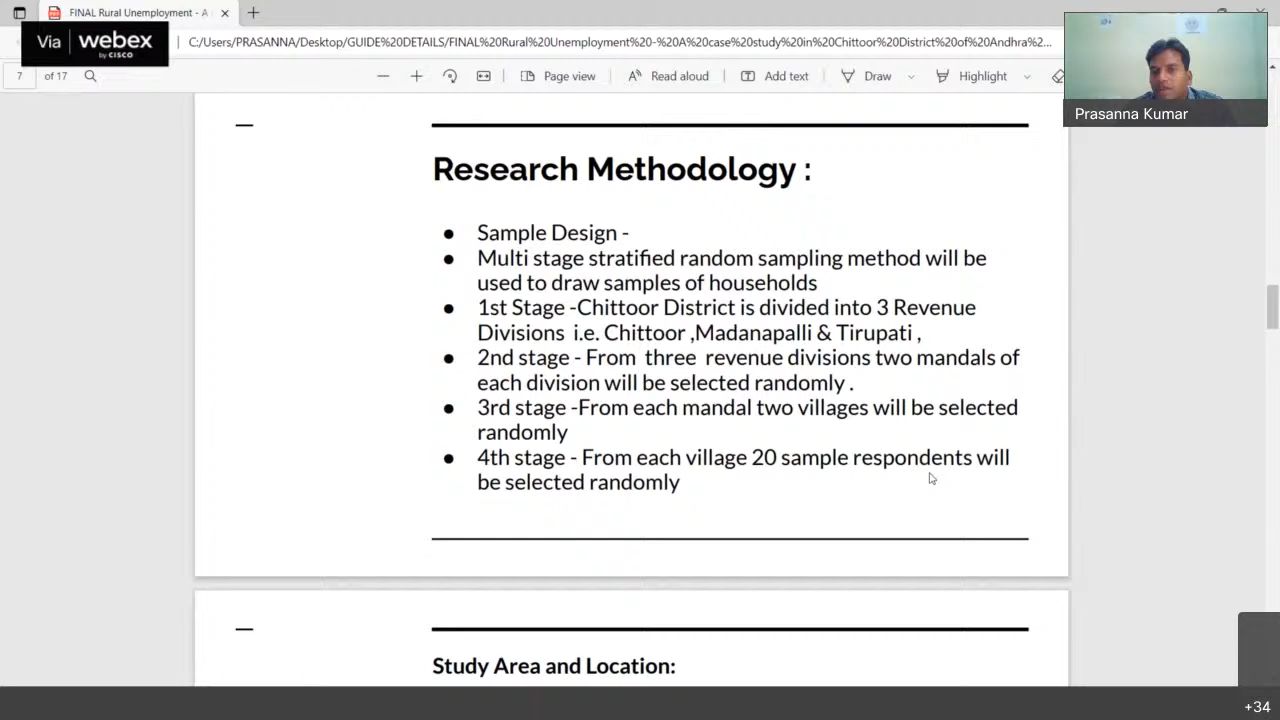 FINAL Rural Unemployment - A
Via webex
by CISCO
C:/Users/PRASANNA/Desktop/GUIDE%20DETAILS/FINAL%20Rural%20Unemployment%20-%20A%20case%20study%20in%20Chittoor%20District%20of%20Andhra%2...
7 of 17
Page view
Read aloud
Add text
Draw
Highlight
Prasanna Kumar
Research Methodology :
● Sample Design -
● Multi stage stratified random sampling method will be
used to draw samples of households
● 1st Stage -Chittoor District is divided into 3 Revenue
Divisions i.e. Chittoor ,Madanapalli & Tirupati ,
● 2nd stage - From three revenue divisions two mandals of
each division will be selected randomly .
● 3rd stage -From each mandal two villages will be selected
randomly
● 4th stage - From each village 20 sample respondents will
be selected randomly
Study Area and Location:
+34